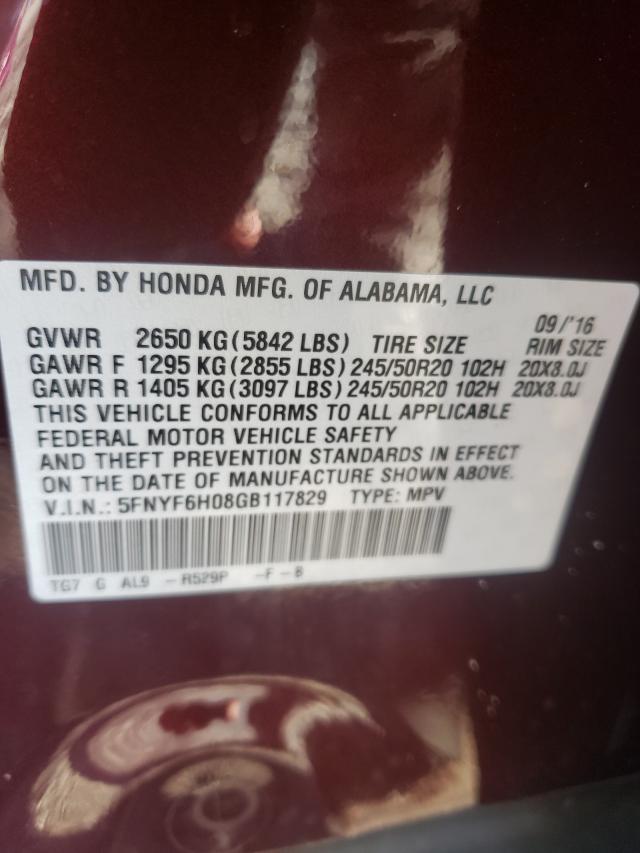 MFD. BY HONDA MFG. OF ALABAMA, LLC
09/'16
GVWR 2650 KG(5842 LBS) TIRE SIZE RIM SIZE
GAWR F 1295 KG(2855 LBS) 245/50R20 102H 20X8.0J
GAWR R 1405 KG(3097 LBS) 245/50R20 102H 20X8.0J
THIS VEHICLE CONFORMS TO ALL APPLICABLE
FEDERAL MOTOR VEHICLE SAFETY
AND THEFT PREVENTION STANDARDS IN EFFECT
ON THE DATE OF MANUFACTURE SHOWN ABOVE.
V.I.N.: 5FNYF6H08GB117829 TYPE: MPV
TG7 G AL9 -R529P -F-B